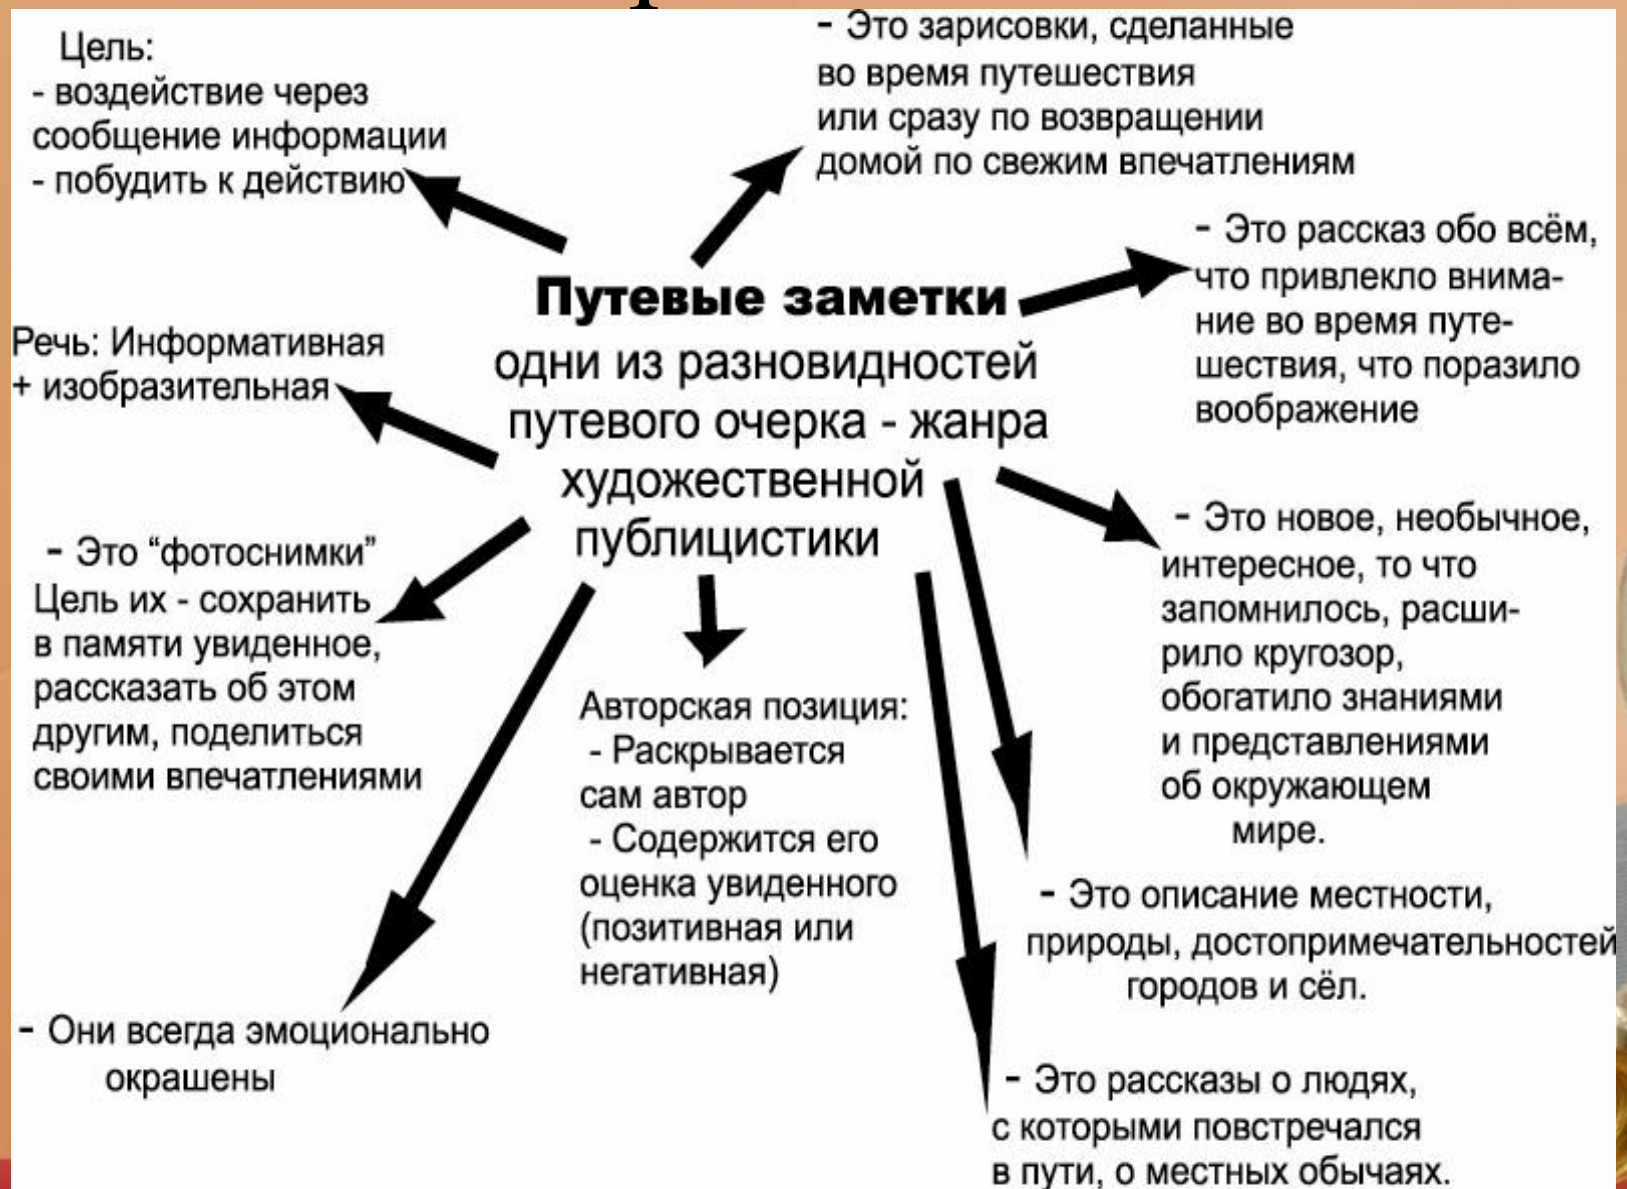 Цель:
- воздействие через
сообщение информации
- побудить к действию
- Это зарисовки, сделанные
во время путешествия
или сразу по возвращении
домой по свежим впечатлениям
- Это рассказ обо всём,
что привлекло внима-
ние во время путе-
шествия, что поразило
воображение
Путевые заметки
одни из разновидностей
путевого очерка - жанра
художественной
публицистики
Речь: Информативная
+ изобразительная
- Это новое, необычное,
интересное, то что
запомнилось, расши-
рило кругозор,
обогатило знаниями
и представлениями
об окружающем
мире.
- Это “фотоснимки”
Цель их - сохранить
в памяти увиденное,
рассказать об этом
другим, поделиться
своими впечатлениями
Авторская позиция:
- Раскрывается
сам автор
- Содержится его
оценка увиденного
(позитивная или
негативная)
- Это описание местности,
природы, достопримечательностей
городов и сёл.
- Они всегда эмоционально
окрашены
- Это рассказы о людях,
с которыми повстречался
в пути, о местных обычаях.